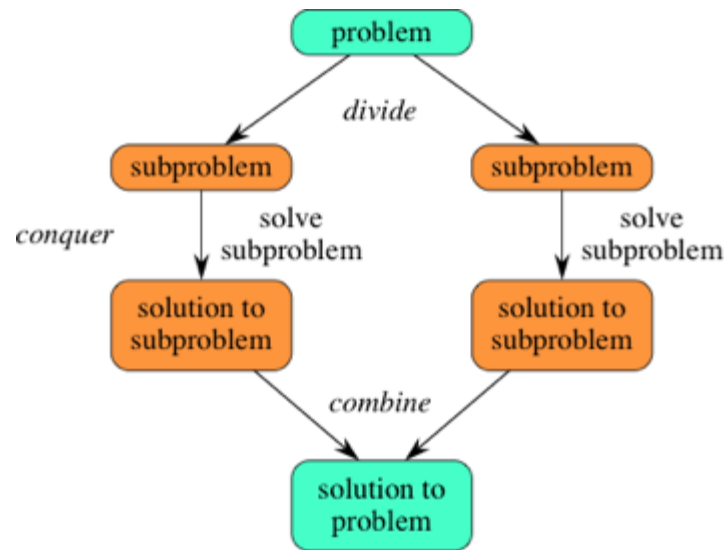 problem
divide
subproblem
subproblem
conquer
solve
subproblem
solve
subproblem
solution to
subproblem
solution to
subproblem
combine
solution to
problem